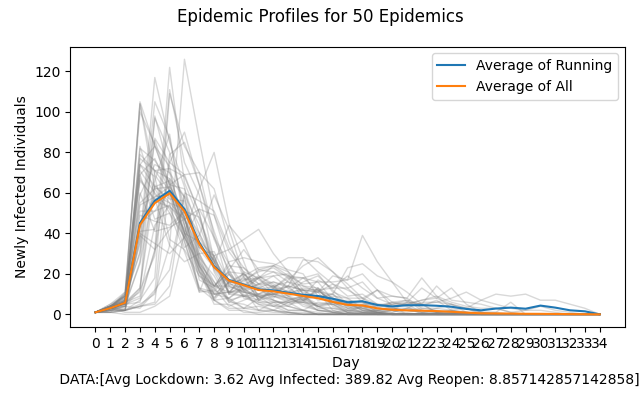 Epidemic Profiles for 50 Epidemics
Average of Running
Average of All
Newly Infected Individuals
120
100
80
60
40
20
0
0 1 2 3 4 5 6 7 8 9 10 11 12 13 14 15 16 17 18 19 20 21 22 23 24 25 26 27 28 29 30 31 32 33 34
Day
DATA:[Avg Lockdown: 3.62 Avg Infected: 389.82 Avg Reopen: 8.857142857142858]